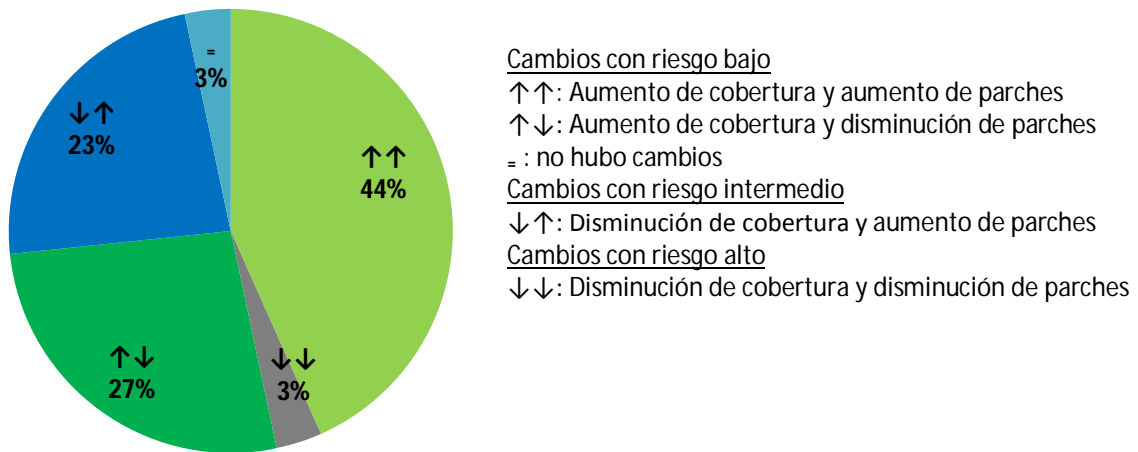 =
3%
↓↑
23%
↑↑
44%
↑↓
27%
↓↓
3%
Cambios con riesgo bajo
↑↑: Aumento de cobertura y aumento de parches
↑↓: Aumento de cobertura y disminución de parches
= : no hubo cambios
Cambios con riesgo intermedio
↓↑: Disminución de cobertura y aumento de parches
Cambios con riesgo alto
↓↓: Disminución de cobertura y disminución de parches